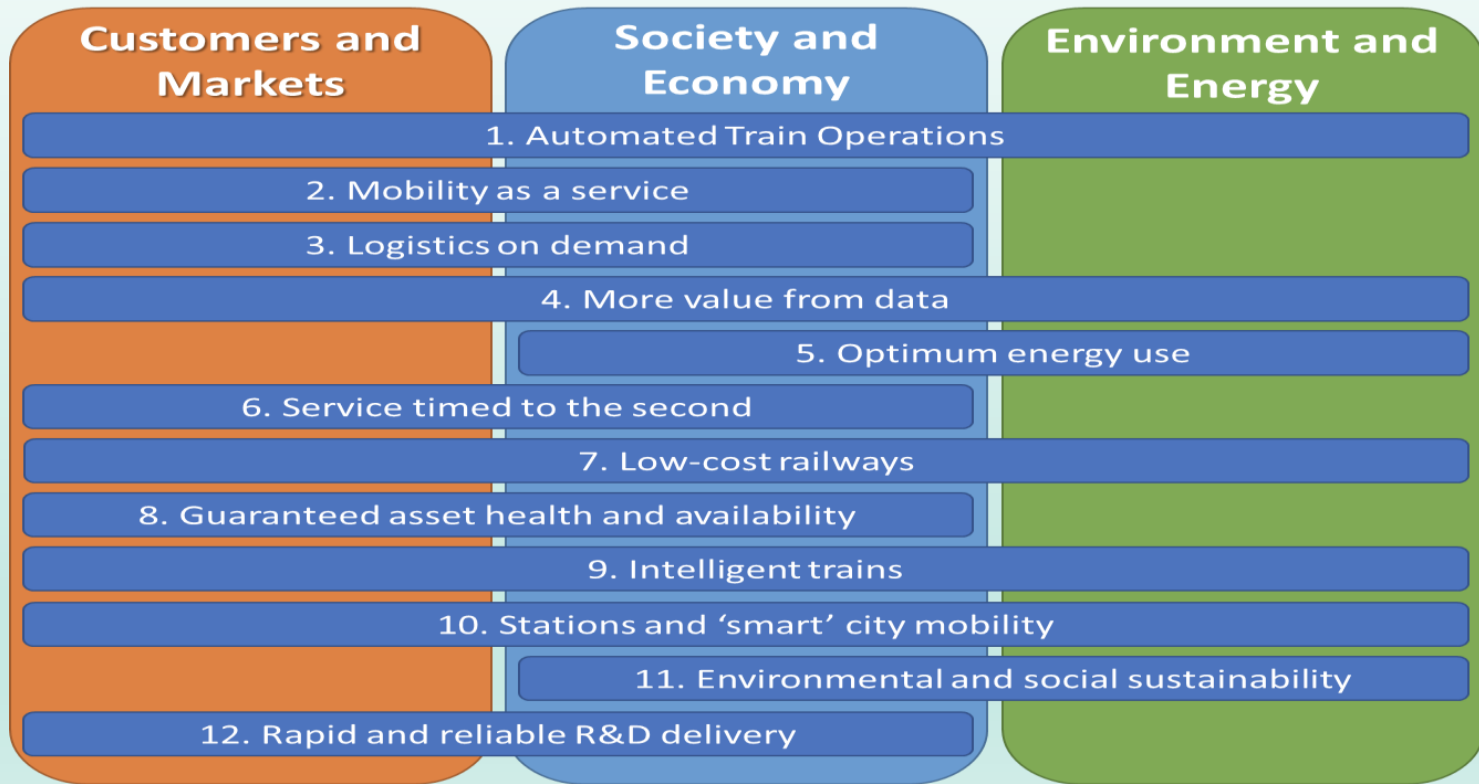 Customers and
Markets
Society and
Economy
Environment and
Energy
1. Automated Train Operations
2. Mobility as a service
3. Logistics on demand
4. More value from data
5. Optimum energy use
6. Service timed to the second
7. Low-cost railways
8. Guaranteed asset health and availability
9. Intelligent trains
10. Stations and ‘smart’ city mobility
11. Environmental and social sustainability
12. Rapid and reliable R&D delivery